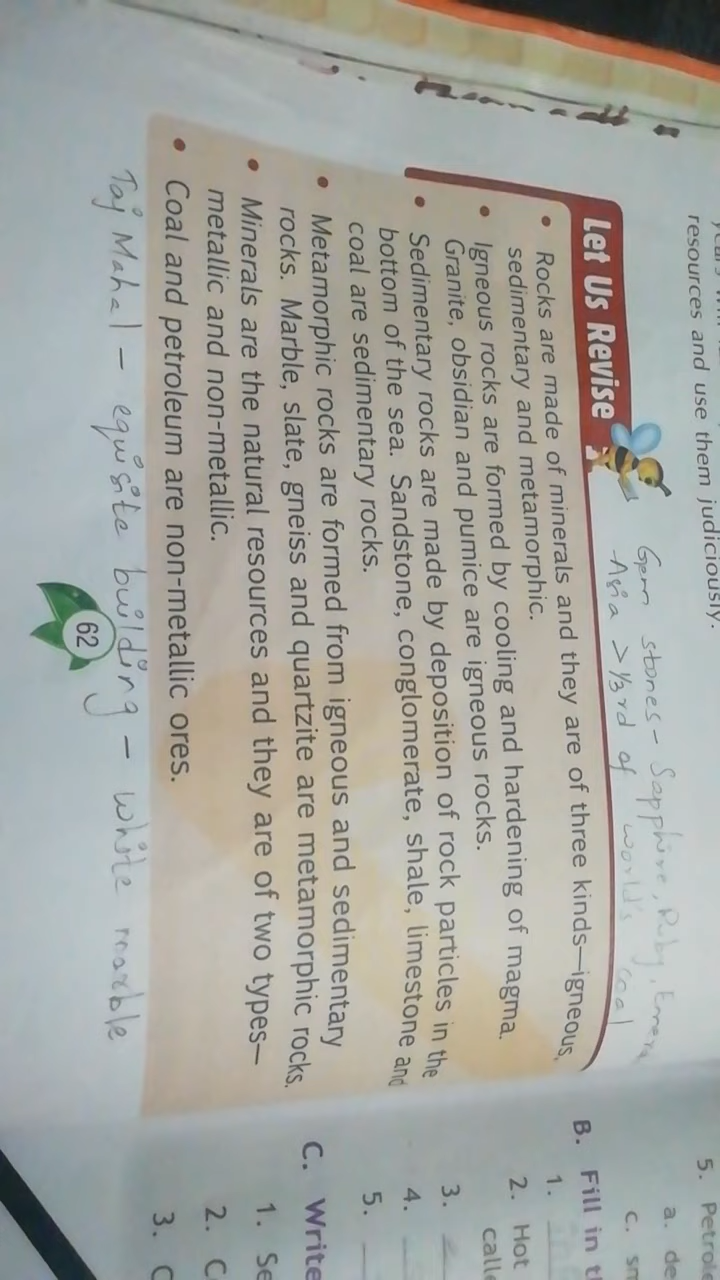 resources and use them judiciously.
Gem stones - Sapphire, Ruby,
Asia > 1/3rd of world's coal
Let Us Revise
• Rocks are made of minerals and they are of three kinds—igneous,
sedimentary and metamorphic.
• Igneous rocks are formed by cooling and hardening of magma.
Granite, obsidian and pumice are igneous rocks.
• Sedimentary rocks are made by deposition of rock particles in the
bottom of the sea. Sandstone, conglomerate, shale, limestone and
coal are sedimentary rocks.
• Metamorphic rocks are formed from igneous and sedimentary
rocks. Marble, slate, gneiss and quartzite are metamorphic rocks.
• Minerals are the natural resources and they are of two types—
metallic and non-metallic.
• Coal and petroleum are non-metallic ores.
Taj Mahal - equisite building - white marble
62
5.
a. de
c. sm
B. Fill in t
1.
2. Hot
calle
3.
4.
5.
C. Write
1. Se
2.
3.